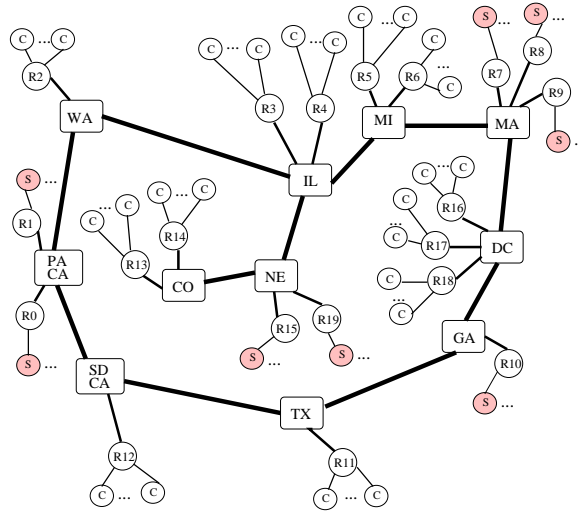 C ... C
R2
WA
C ... C
R3
C ... C
R4
C ... C
R5
C
...
C
R6
MI
S ...
R7
S ...
R8
R9
S .
MA
IL
S ...
R1
PA
CA
R0
S ...
C ... C
R13
C ... C
R14
CO
NE
R15
S ...
R19
S ...
C ... C
R16
C
...
C
R17
DC
C
...
C
R18
GA
R10
S ...
SD
CA
TX
R12
C ... C
R11
C ... C